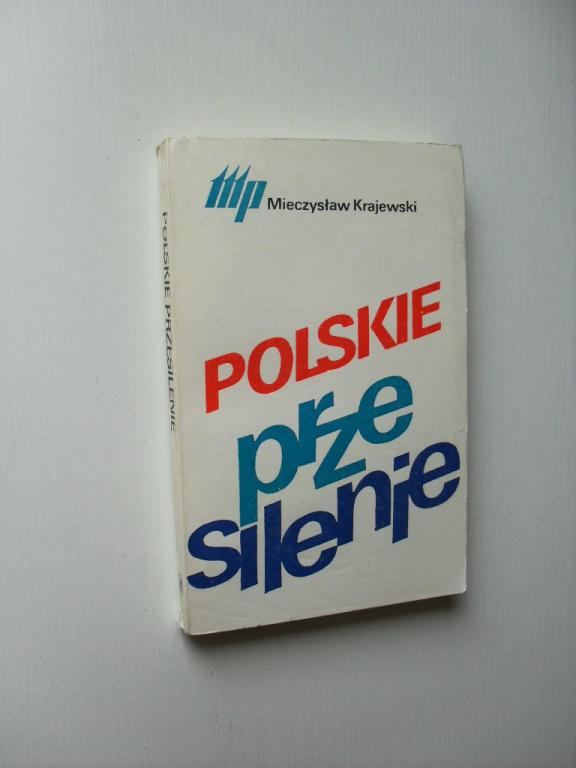 mp Mieczysław Krajewski
POLSKIE
prze
silenie
POLSKIE PRZESILENIE